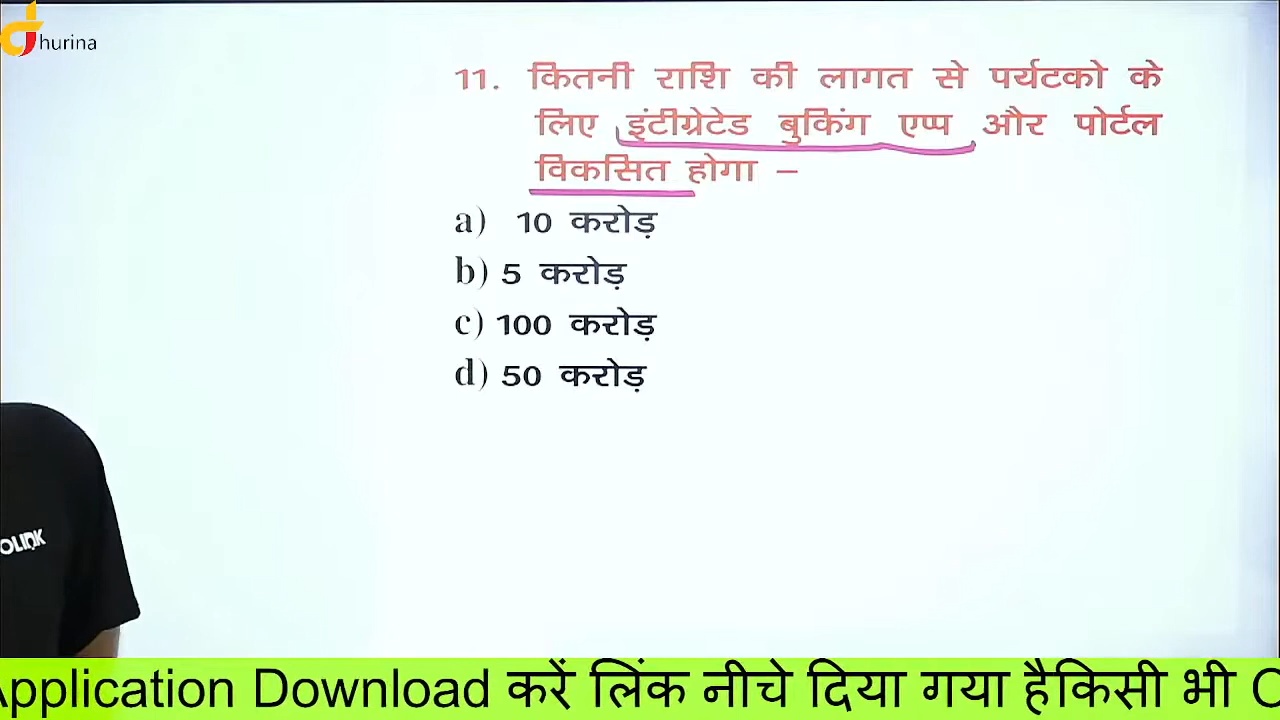 hurina
11. कितनी राशि की लागत से पर्यटको के
लिए इंटीग्रेटेड बुकिंग एप्प और पोर्टल
विकसित होगा –
a) 10 करोड़
b) 5 करोड़
c) 100 करोड़
d) 50 करोड़
OLINK
Application Download करें लिंक नीचे दिया गया हैकिसी भी